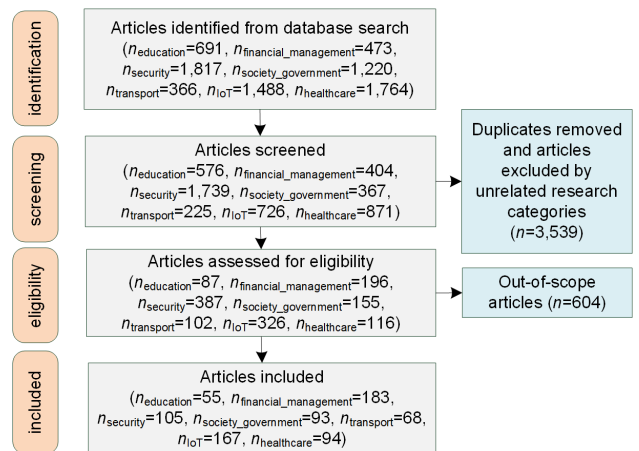 identification
Articles identified from database search
(neducation=691, nfinancial_management=473,
nsecurity=1,817, nsociety_government=1,220,
ntransport=366, nIoT=1,488, nhealthcare=1,764)
screening
Articles screened
(neducation=576, nfinancial_management=404,
nsecurity=1,739, nsociety_government=367,
ntransport=225, nIoT=726, nhealthcare=871)
Duplicates removed
and articles
excluded by
unrelated research
categories
(n=3,539)
eligibility
Articles assessed for eligibility
(neducation=87, nfinancial_management=196,
nsecurity=387, nsociety_government=155,
ntransport=102, nIoT=326, nhealthcare=116)
Out-of-scope
articles (n=604)
included
Articles included
(neducation=55, nfinancial_management=183,
nsecurity=105, nsociety_government=93, ntransport=68,
nIoT=167, nhealthcare=94)